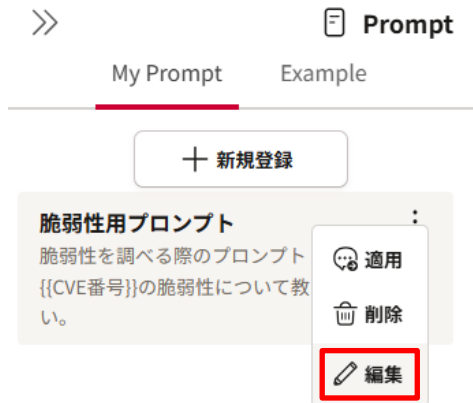 Prompt
My Prompt Example
新規登録
脆弱性用プロンプト
脆弱性を調べる際のプロンプト
{{CVE番号}}の脆弱性について教
い。
適用
削除
編集